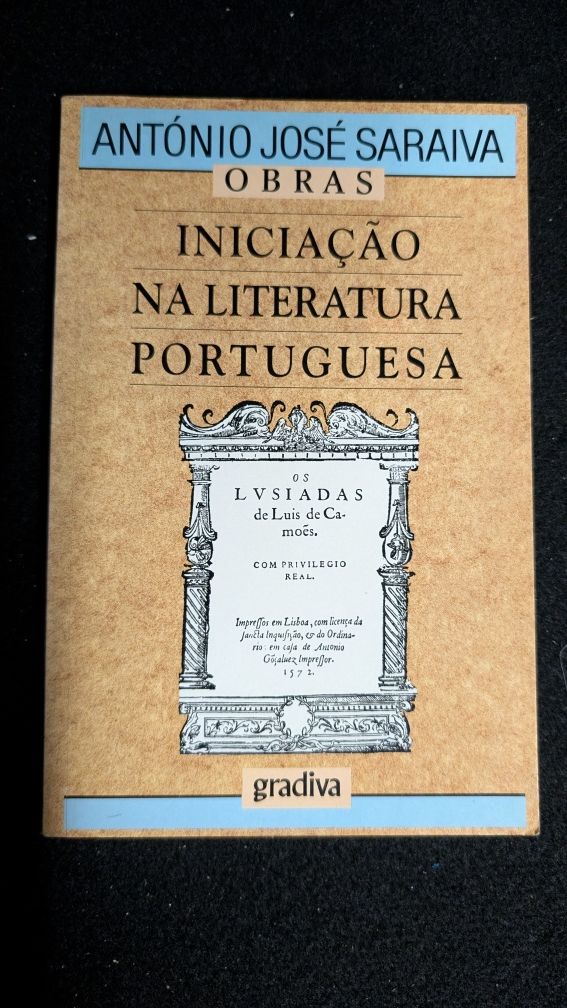 ANTÓNIO JOSÉ SARAIVA
OBRAS
INICIAÇÃO
NA LITERATURA
PORTUGUESA
OS
LVSIADAS
de Luis de Ca-
moẽs.
COM PRIVILEGIO
REAL.
Impreſſos em Lisboa, com licença da
ſancta Inquiſição, & do Ordina-
rio: em caſa de Antonio
Gõçaluez Impreſſor.
1572.
gradiva